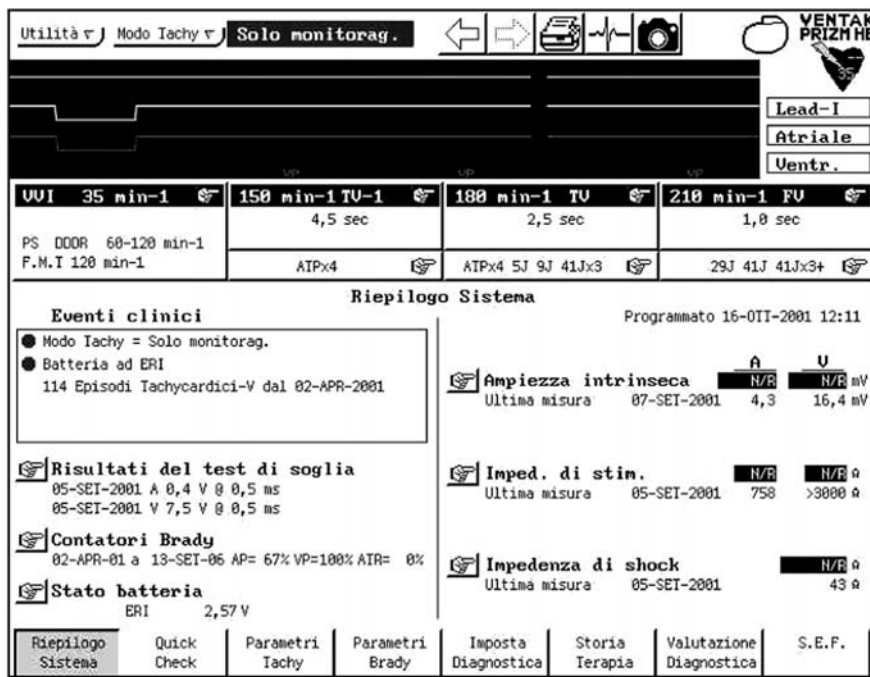 Utilità
Modo Tachy
Solo monitorag.
VENTAK
PRIZM HE
35
Lead-I
Atriale
Ventr.
VP VP VP
VVI 35 min-1
PS DDDR 60-120 min-1
F.M.T 120 min-1
150 min-1 TV-1
4,5 sec
ATPx4
180 min-1 TV
2,5 sec
ATPx4 5J 9J 41Jx3
210 min-1 FV
1,0 sec
29J 41J 41Jx3+
Riepilogo Sistema
Eventi clinici
Modo Tachy = Solo monitorag.
Batteria ad ERI
114 Episodi Tachycardici-V dal 02-APR-2001
Risultati del test di soglia
05-SET-2001 A 0,4 V @ 0,5 ms
05-SET-2001 V 7,5 V @ 0,5 ms
Contatori Brady
02-APR-01 a 13-SET-06 AP= 67% VP=100% ATR= 0%
Stato batteria
ERI 2,57 V
Programmato 16-OTT-2001 12:11
A V
Ampiezza intrinseca N/R N/R mV
Ultima misura 07-SET-2001 4,3 16,4 mV
Imped. di stim. N/R N/R Ω
Ultima misura 05-SET-2001 758 >3000 Ω
Impedenza di shock N/R Ω
Ultima misura 05-SET-2001 43 Ω
Riepilogo Sistema
Quick Check
Parametri Tachy
Parametri Brady
Imposta Diagnostica
Storia Terapia
Valutazione Diagnostica
S.E.F.